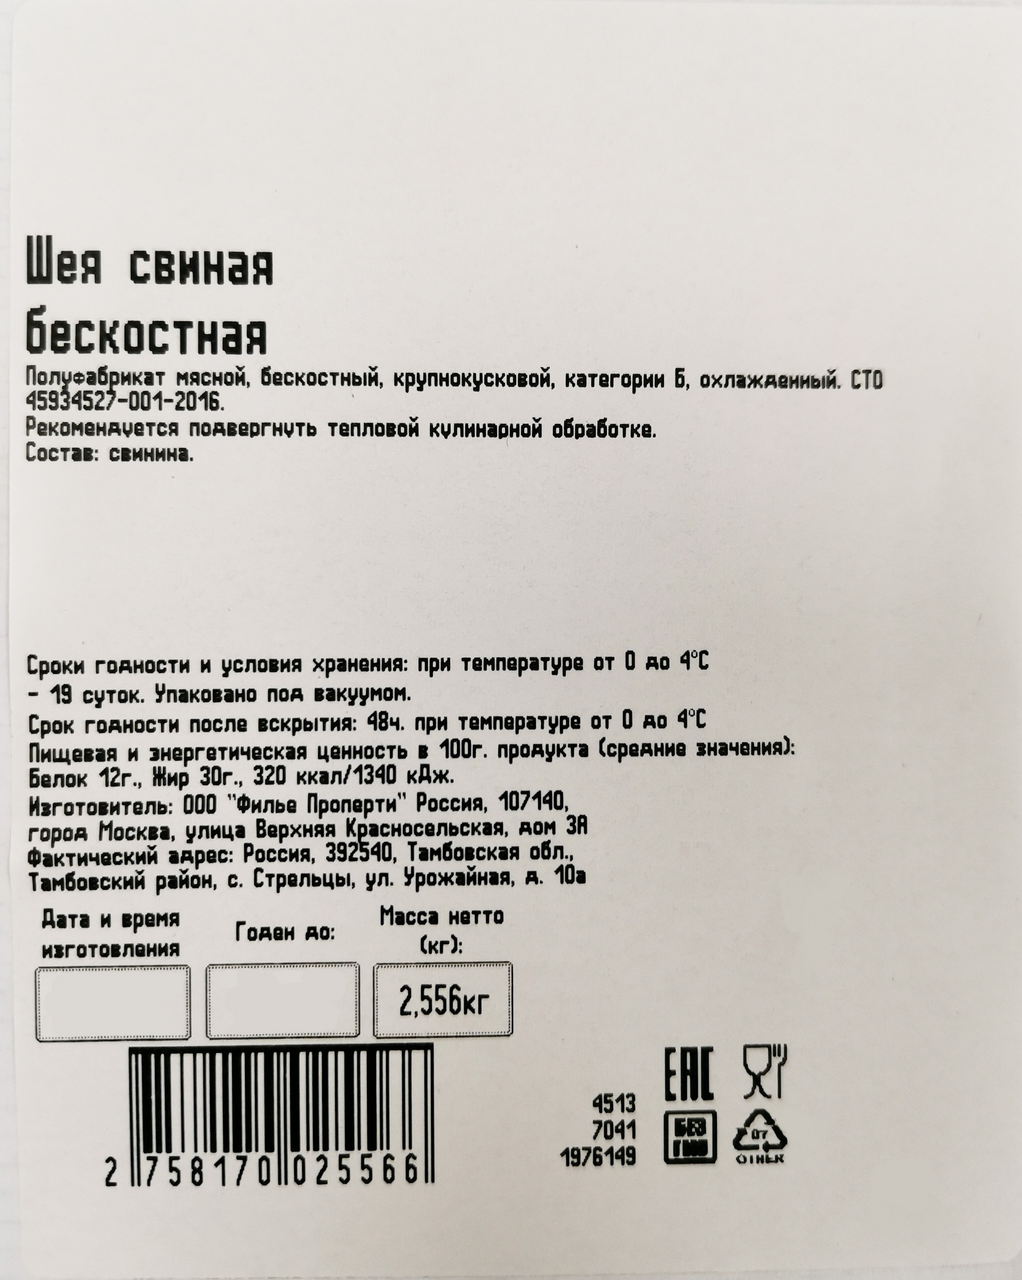 Шея свиная
бескостная
Полуфабрикат мясной, бескостный, крупнокусковой, категории Б, охлажденный. СТО
45934527-001-2016.
Рекомендуется подвергнуть тепловой кулинарной обработке.
Состав: свинина.
Сроки годности и условия хранения: при температуре от 0 до 4°С
- 19 суток. Упаковано под вакуумом.
Срок годности после вскрытия: 48ч. при температуре от 0 до 4°С
Пищевая и энергетическая ценность в 100г. продукта (средние значения):
Белок 12г., Жир 30г., 320 ккал/1340 кДж.
Изготовитель: ООО "Филье Проперти" Россия, 107140,
город Москва, улица Верхняя Красносельская, дом 3А
Фактический адрес: Россия, 392540, Тамбовская обл.,
Тамбовский район, с. Стрельцы, ул. Урожайная, д. 10а
Дата и время
изготовления
Годен до:
Масса нетто
(кг):
2,556кг
2 758170 025566
4513
7041
1976149
ЕАС
БЕЗ
ГМО
07
OTHER